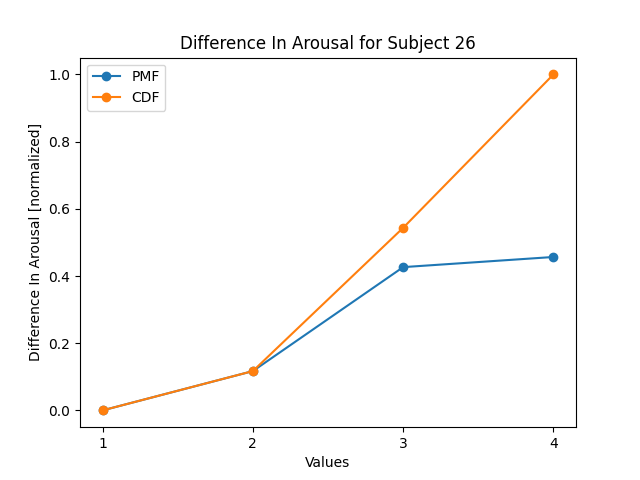 Difference In Arousal for Subject 26
PMF
CDF
Difference In Arousal [normalized]
1.0
0.8
0.6
0.4
0.2
0.0
1 2 3 4
Values